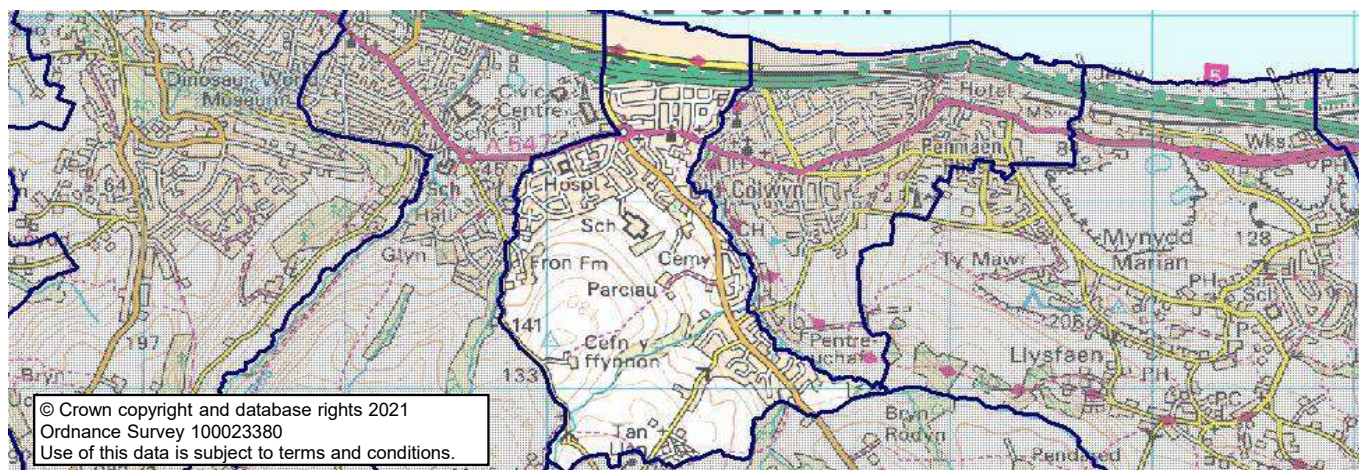 Dinosaur World
Museum
Civic
Centre
Sch
A 54
Hospl
Sch
Hall
Glyn
Fron Fm
Cemy
Parciau
141
Cefn y
ffynnon
133
Tan
197
Bryn
64
Colwyn
CH
Hotel
Penmaen
Jetty
5
Wks
Mynydd
Marian
128
Ty Mawr
PH
Sch
Pentre
uchaf
Llysfaen
PH
PC
Bryn
Rodyn
© Crown copyright and database rights 2021
Ordnance Survey 100023380
Use of this data is subject to terms and conditions.